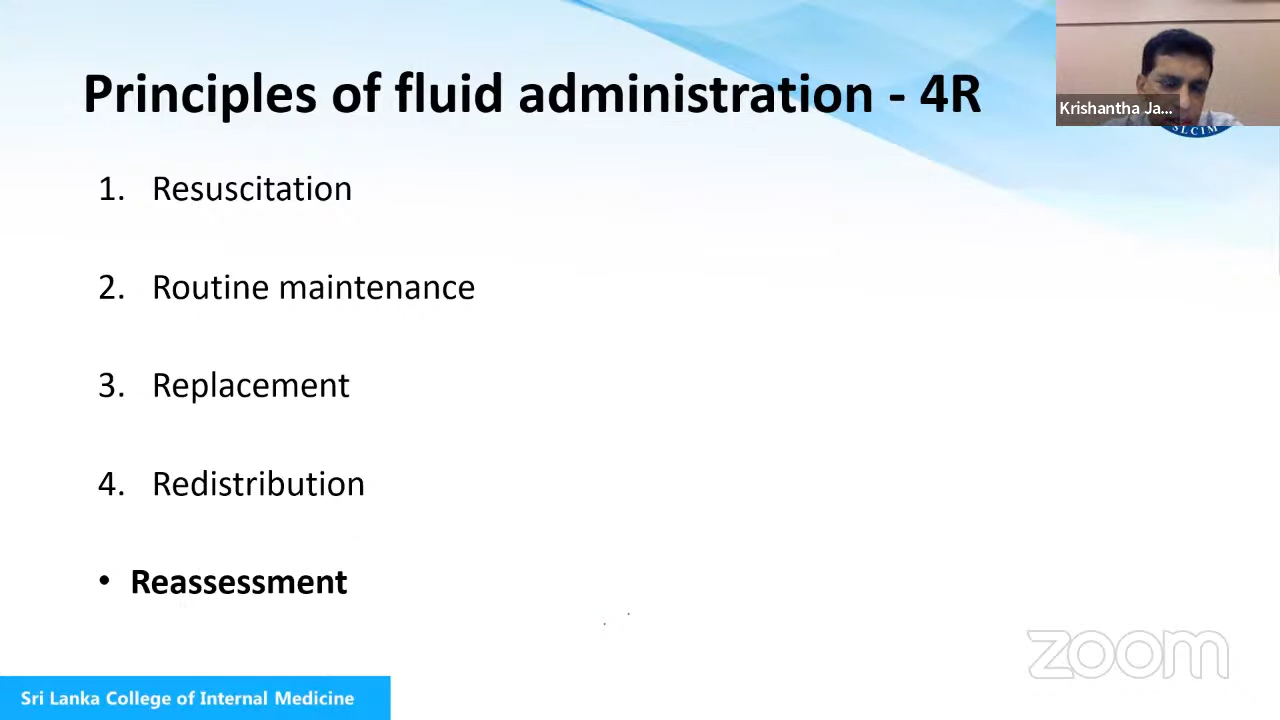 Principles of fluid administration - 4R
Krishantha Ja...
SLCIM
1. Resuscitation
2. Routine maintenance
3. Replacement
4. Redistribution
• Reassessment
zoom
Sri Lanka College of Internal Medicine